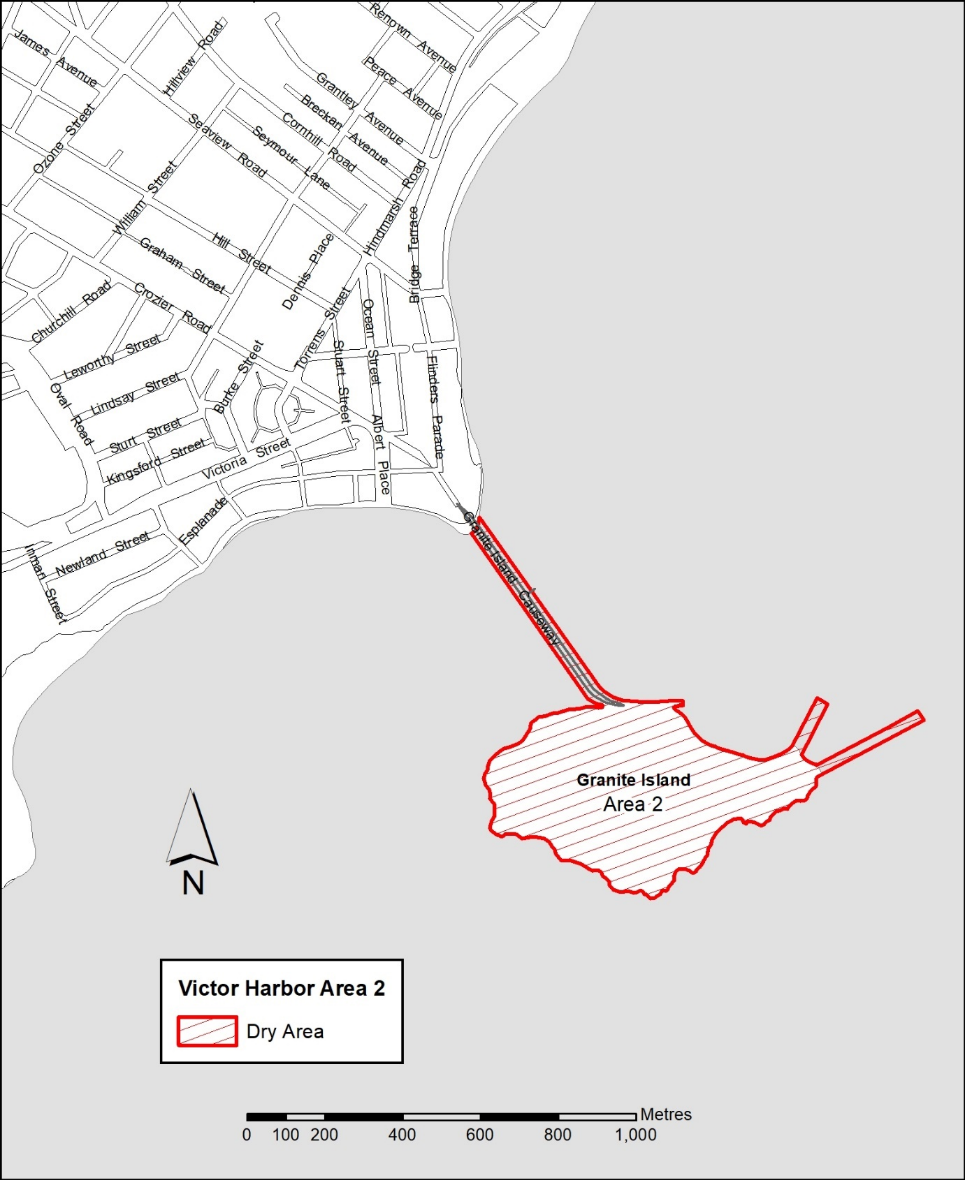 Renown Avenue
James Avenue
Hillview Road
Peace Avenue
Grantley Avenue
Breckan Avenue
Ozone Street
Seaview Road
Cornhill Road
Seymour Lane
William Street
Hindmarsh Road
Bridge Terrace
Hill Street
Graham Street
Dennis Place
Churchill Road
Crozier Road
Torrens Street
Ocean Street
Leworthy Street
Stuart Street
Burke Street
Flinders Parade
Lindsay Street
Oval Road
Albert Place
Sturt Street
Kingsford Street
Victoria Street
Esplanade
Granite Island Causeway
Newland Street
Inman Street
Granite Island
Area 2
N
Victor Harbor Area 2
Dry Area
Metres
0 100 200 400 600 800 1,000